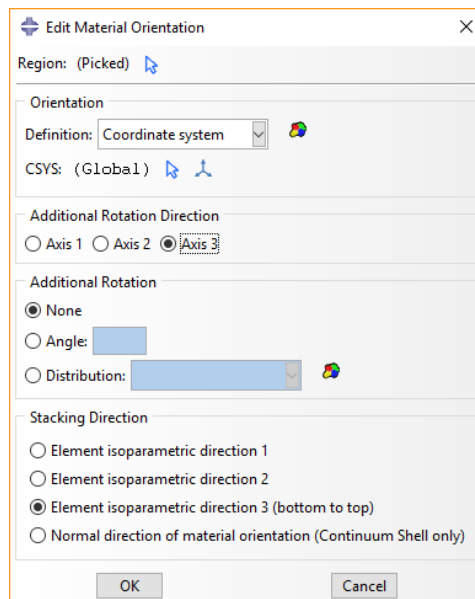 Edit Material Orientation
Region: (Picked)
Orientation
Definition: Coordinate system
CSYS: (Global)
Additional Rotation Direction
Axis 1 Axis 2 Axis 3
Additional Rotation
None
Angle:
Distribution:
Stacking Direction
Element isoparametric direction 1
Element isoparametric direction 2
Element isoparametric direction 3 (bottom to top)
Normal direction of material orientation (Continuum Shell only)
OK Cancel